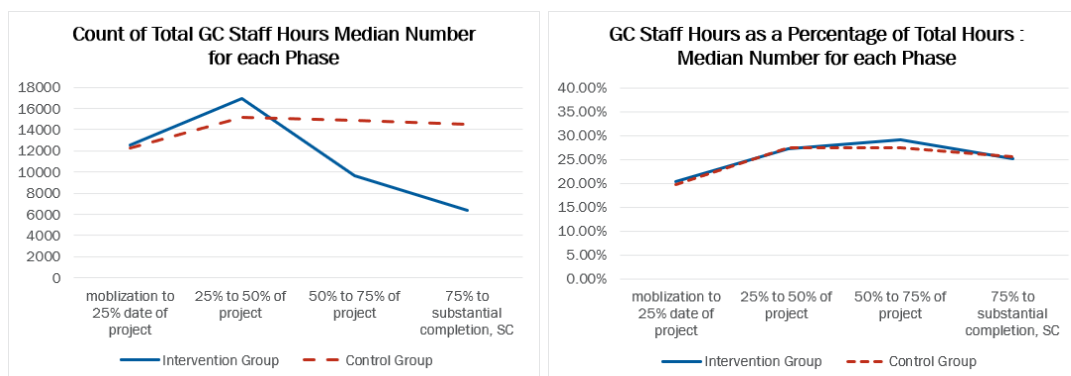 Count of Total GC Staff Hours Median Number
for each Phase
18000
16000
14000
12000
10000
8000
6000
4000
2000
0
moblization to
25% date of
project
25% to 50% of
project
50% to 75% of
project
75% to
substantial
completion, SC
Intervention Group
Control Group
GC Staff Hours as a Percentage of Total Hours :
Median Number for each Phase
40.00%
35.00%
30.00%
25.00%
20.00%
15.00%
10.00%
5.00%
0.00%
moblization to
25% date of
project
25% to 50% of
project
50% to 75% of
project
75% to
substantial
completion, SC
Intervention Group
Control Group